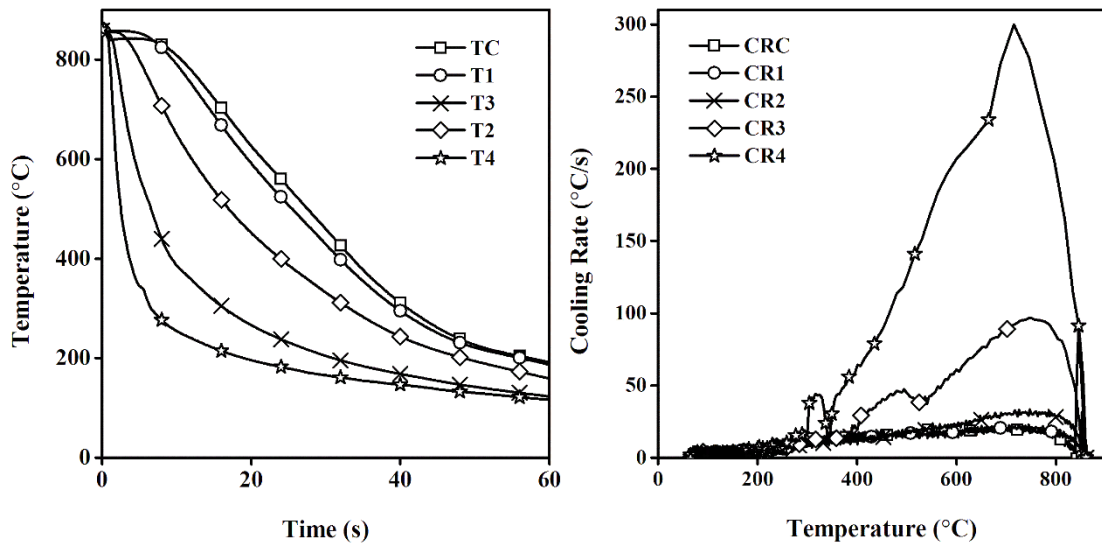 800
600
400
200
0
0
20
40
60
Temperature (°C)
Time (s)
TC
T1
T3
T2
T4
300
250
200
150
100
50
0
0
200
400
600
800
Cooling Rate (°C/s)
Temperature (°C)
CRC
CR1
CR2
CR3
CR4